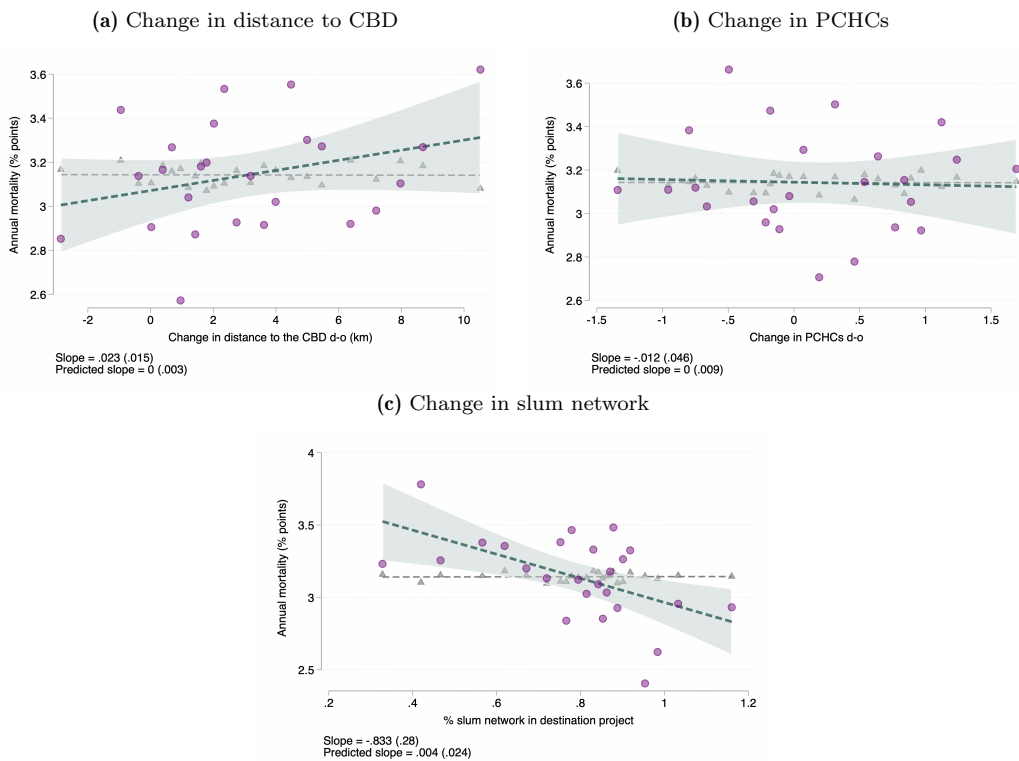 (a) Change in distance to CBD
3.6
3.4
3.2
3
2.8
2.6
Annual mortality (% points)
-2 0 2 4 6 8 10
Change in distance to the CBD d-o (km)
Slope = .023 (.015)
Predicted slope = 0 (.003)
(b) Change in PCHCs
3.6
3.4
3.2
3
2.8
2.6
Annual mortality (% points)
-1.5 -1 -.5 0 .5 1 1.5
Change in PCHCs d-o
Slope = -.012 (.046)
Predicted slope = 0 (.009)
(c) Change in slum network
4
3.5
3
2.5
Annual mortality (% points)
.2 .4 .6 .8 1 1.2
% slum network in destination project
Slope = -.833 (.28)
Predicted slope = .004 (.024)